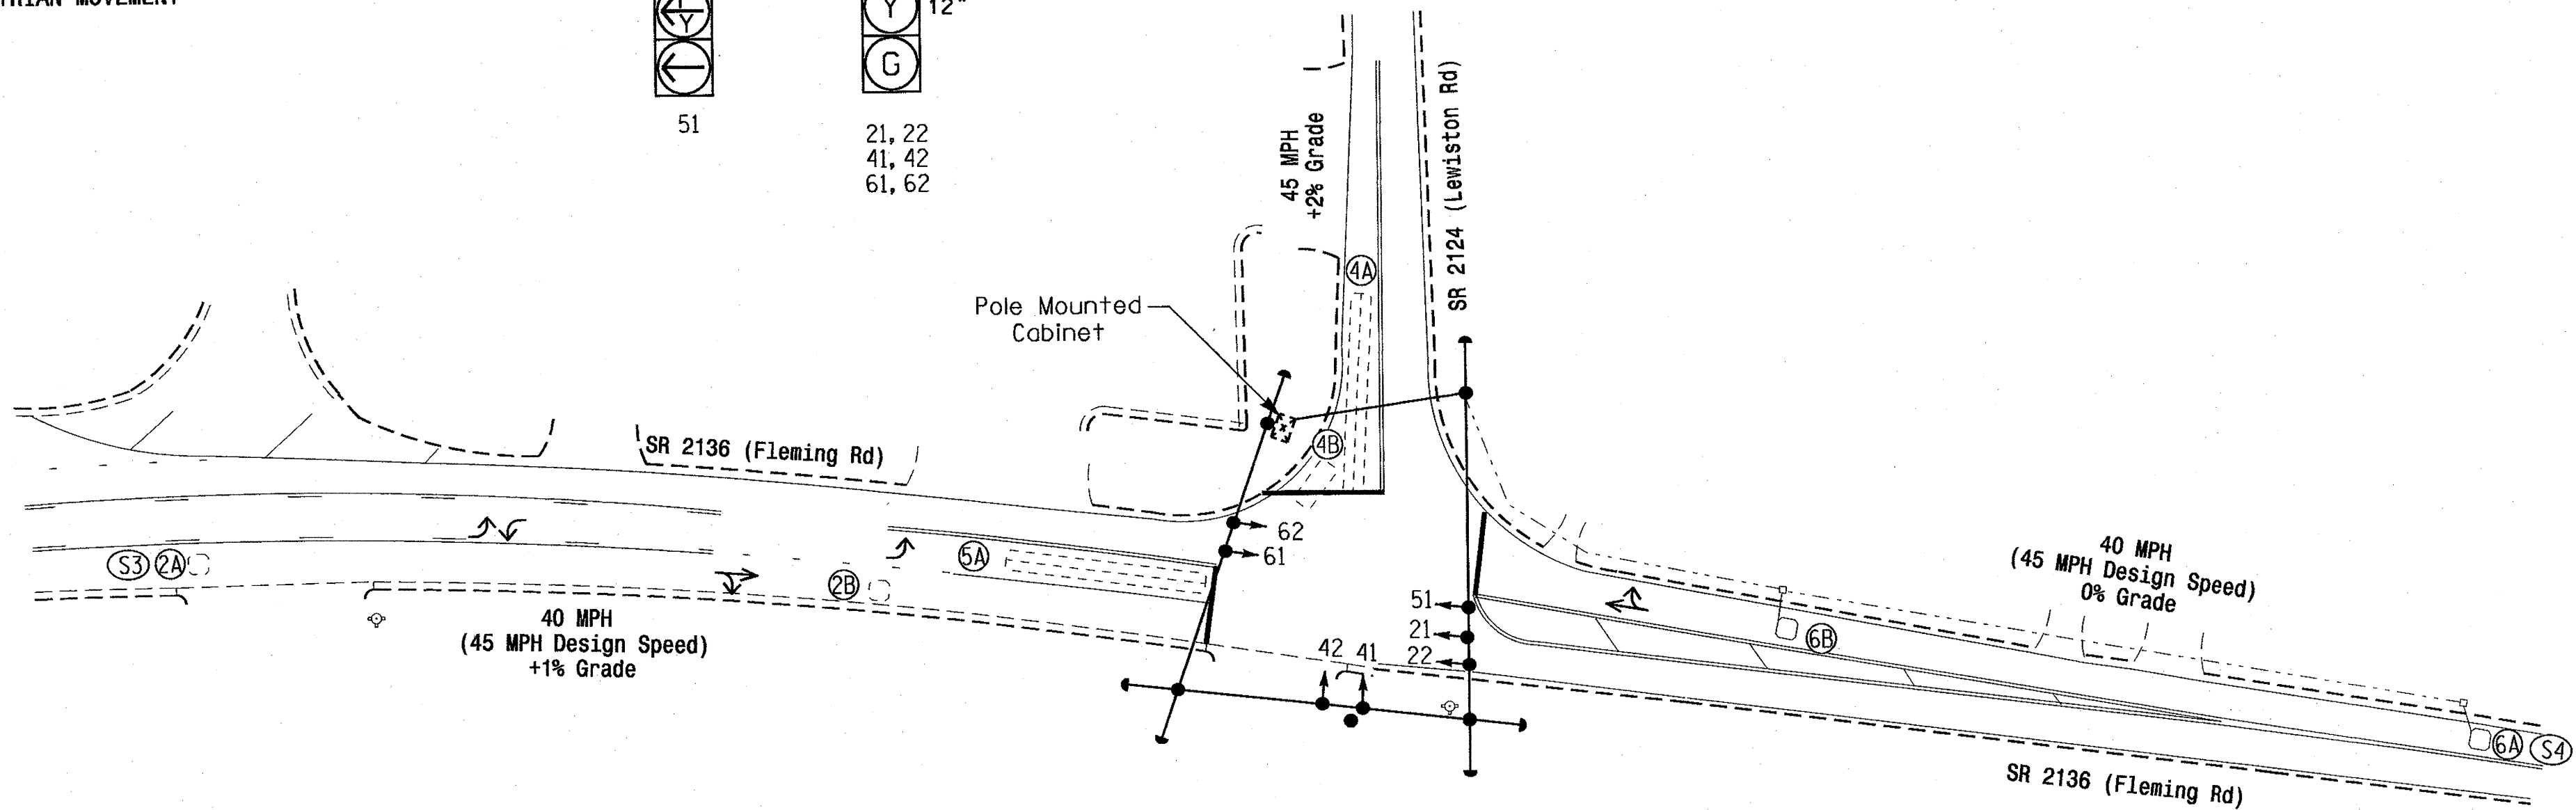 Y
Y
12"
G
51
21, 22
41, 42
61, 62
45 MPH
+2% Grade
SR 2124 (Lewiston Rd)
4A
Pole Mounted
Cabinet
4B
SR 2136 (Fleming Rd)
62
61
S3
2A
5A
2B
40 MPH
(45 MPH Design Speed)
+1% Grade
51
21
22
42
41
40 MPH
(45 MPH Design Speed)
0% Grade
6B
6A
S4
SR 2136 (Fleming Rd)